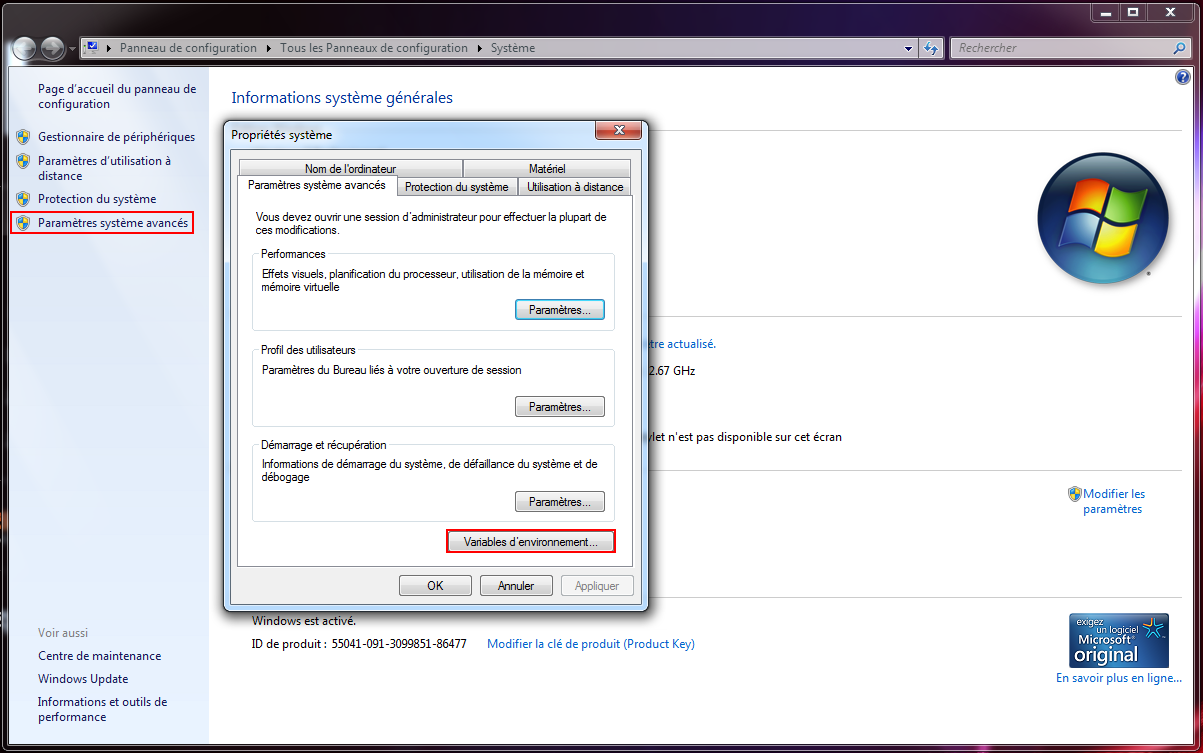 Panneau de configuration
Tous les Panneaux de configuration
Système
Rechercher
Page d'accueil du panneau de
configuration
Gestionnaire de périphériques
Paramètres d'utilisation à
distance
Protection du système
Paramètres système avancés
Voir aussi
Centre de maintenance
Windows Update
Informations et outils de
performance
Informations système générales
Propriétés système
Nom de l'ordinateur
Matériel
Paramètres système avancés
Protection du système
Utilisation à distance
Vous devez ouvrir une session d'administrateur pour effectuer la plupart de
ces modifications.
Performances
Effets visuels, planification du processeur, utilisation de la mémoire et
mémoire virtuelle
Paramètres...
Profil des utilisateurs
Paramètres du Bureau liés à votre ouverture de session
Paramètres...
Démarrage et récupération
Informations de démarrage du système, de défaillance du système et de
débogage
Paramètres...
Variables d'environnement...
OK
Annuler
Appliquer
tre actualisé.
2.67 GHz
let n'est pas disponible sur cet écran
Modifier les
paramètres
Windows est activé.
ID de produit : 55041-091-3099851-86477
Modifier la clé de produit (Product Key)
exigez
un logiciel
Microsoft®
original
En savoir plus en ligne...